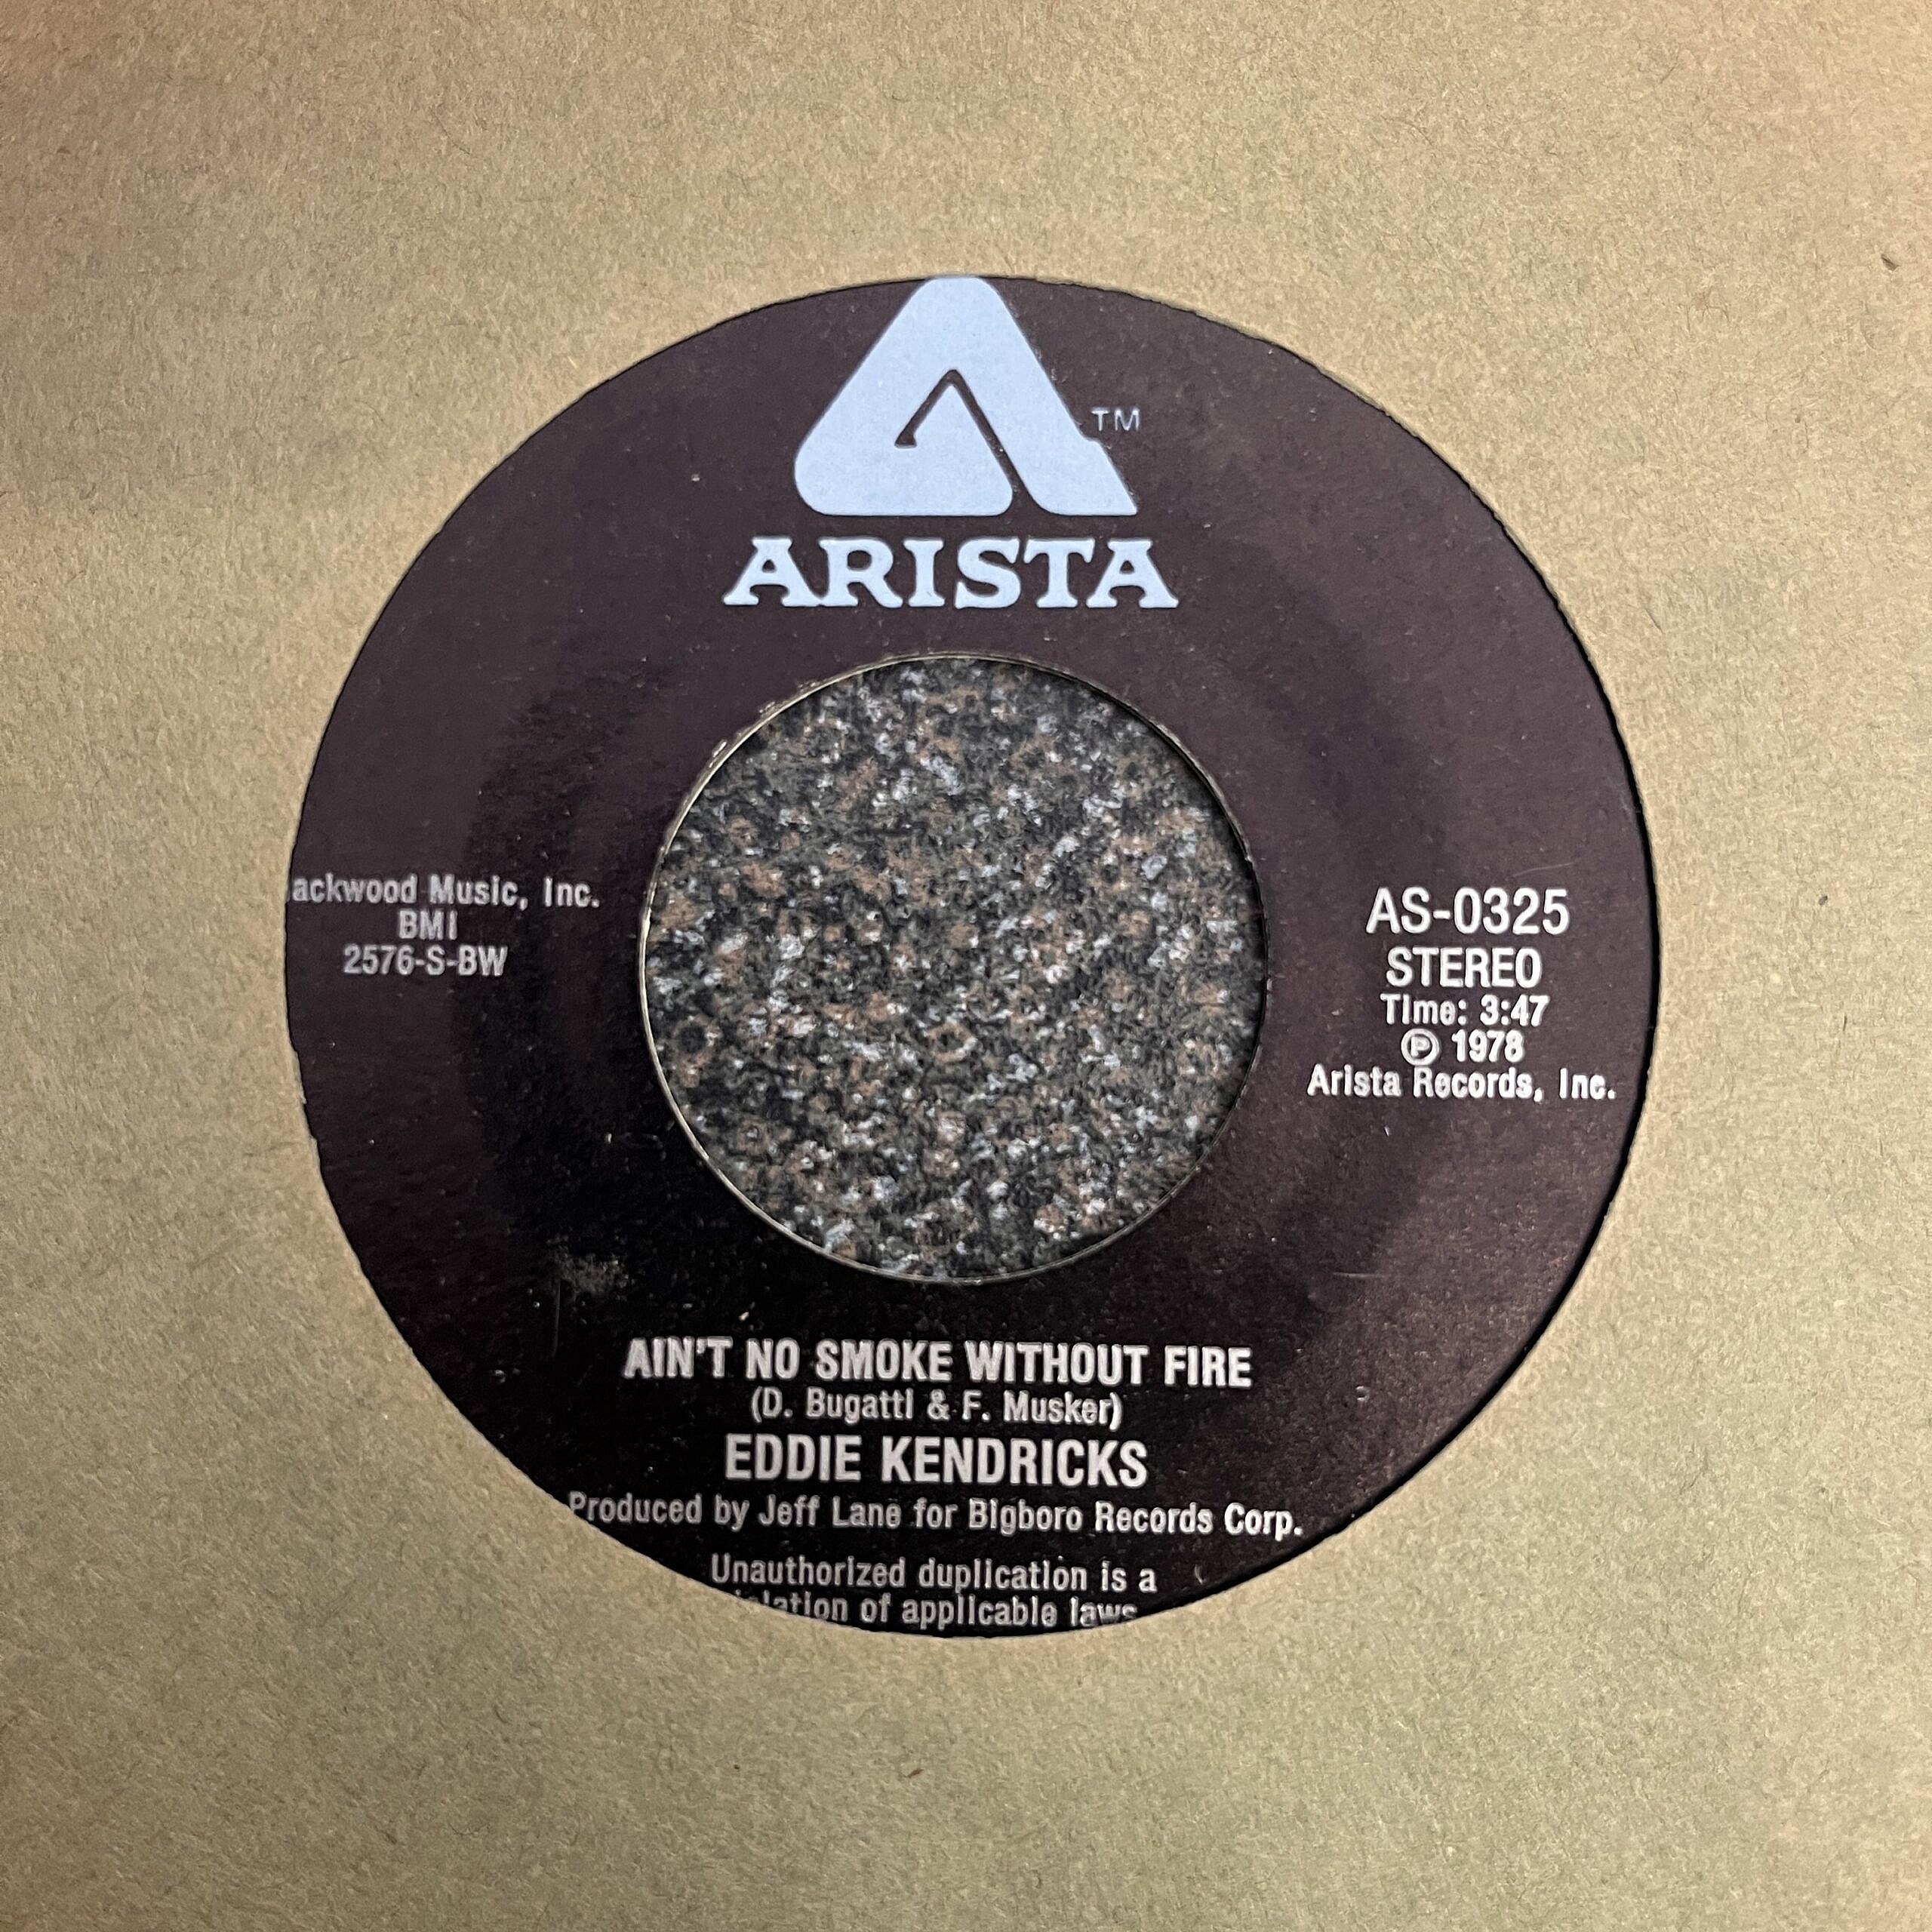 TM
ARISTA
ackwood Music, Inc.
BMI
2576-S-BW
AS-0325
STEREO
Time: 3:47
℗ 1978
Arista Records, Inc.
AIN'T NO SMOKE WITHOUT FIRE
(D. Bugatti & F. Musker)
EDDIE KENDRICKS
Produced by Jeff Lane for Bigboro Records Corp.
Unauthorized duplication is a
lation of applicable laws